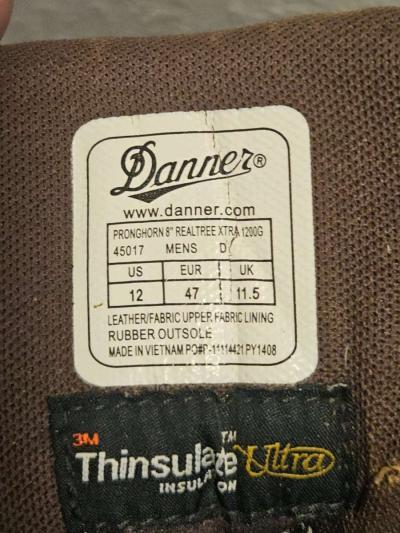 Danner®
www.danner.com
PRONGHORN 8" REALTREE XTRA 1200G
45017 MENS D
US EUR UK
12 47 11.5
LEATHER/FABRIC UPPER FABRIC LINING
RUBBER OUTSOLE
MADE IN VIETNAM PO#P-11114421 PY1408
3M
Thinsulate™ Ultra
INSULATION